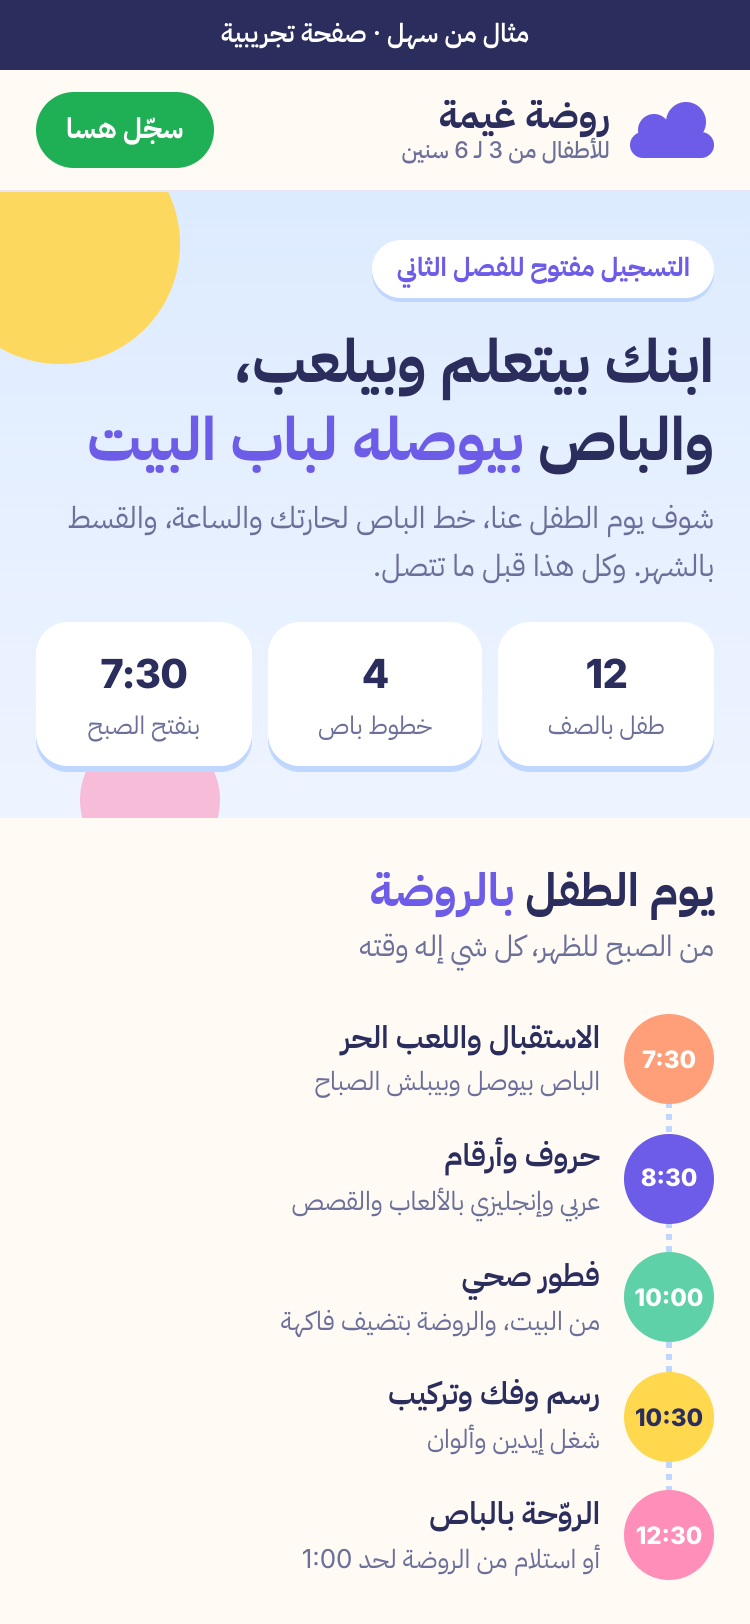 مثال من سهل · صفحة تجريبية
روضة غيمة
للأطفال من 3 لـ 6 سنين
سجّل هسا
التسجيل مفتوح للفصل الثاني
ابنك بيتعلم وبيلعب،
والباص بيوصله لباب البيت
شوف يوم الطفل عنا، خط الباص لحارتك والساعة، والقسط
بالشهر. وكل هذا قبل ما تتصل.
12
طفل بالصف
4
خطوط باص
7:30
بنفتح الصبح
يوم الطفل بالروضة
من الصبح للظهر، كل شي إله وقته
7:30
الاستقبال واللعب الحر
الباص بيوصل وبيبلش الصباح
8:30
حروف وأرقام
عربي وإنجليزي بالألعاب والقصص
10:00
فطور صحي
من البيت، والروضة بتضيف فاكهة
10:30
رسم وفك وتركيب
شغل إيدين وألوان
12:30
الروّحة بالباص
أو استلام من الروضة لحد 1:00